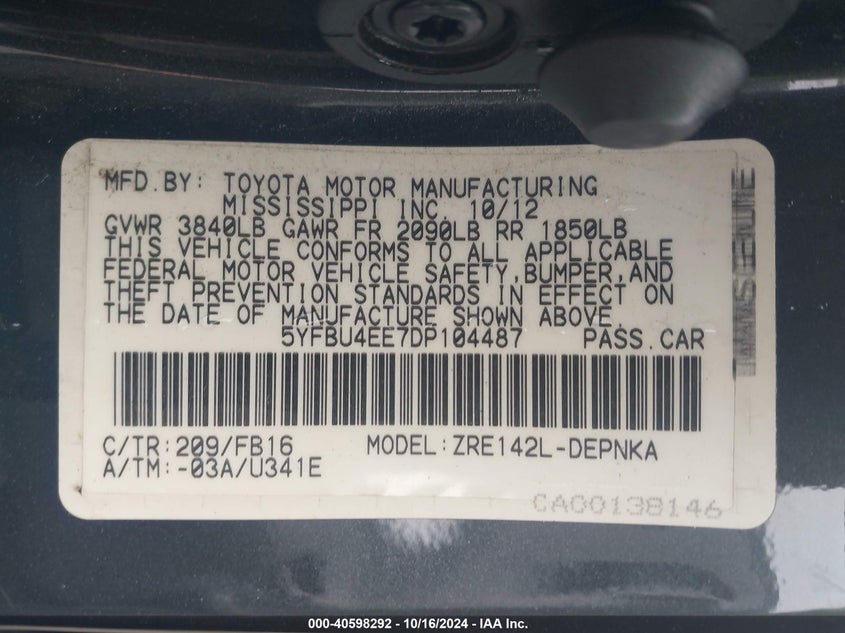 MFD.BY: TOYOTA MOTOR MANUFACTURING
MISSISSIPPI INC. 10/12
GVWR 3840LB GAWR FR 2090LB RR 1850LB
THIS VEHICLE CONFORMS TO ALL APPLICABLE
FEDERAL MOTOR VEHICLE SAFETY,BUMPER,AND
THEFT PREVENTION STANDARDS IN EFFECT ON
THE DATE OF MANUFACTURE SHOWN ABOVE.
5YFBU4EE7DP104487 PASS.CAR
C/TR:209/FB16 MODEL:ZRE142L-DEPNKA
A/TM:-03A/U341E
CA00138146
000-40598292 - 10/16/2024 - IAA Inc.